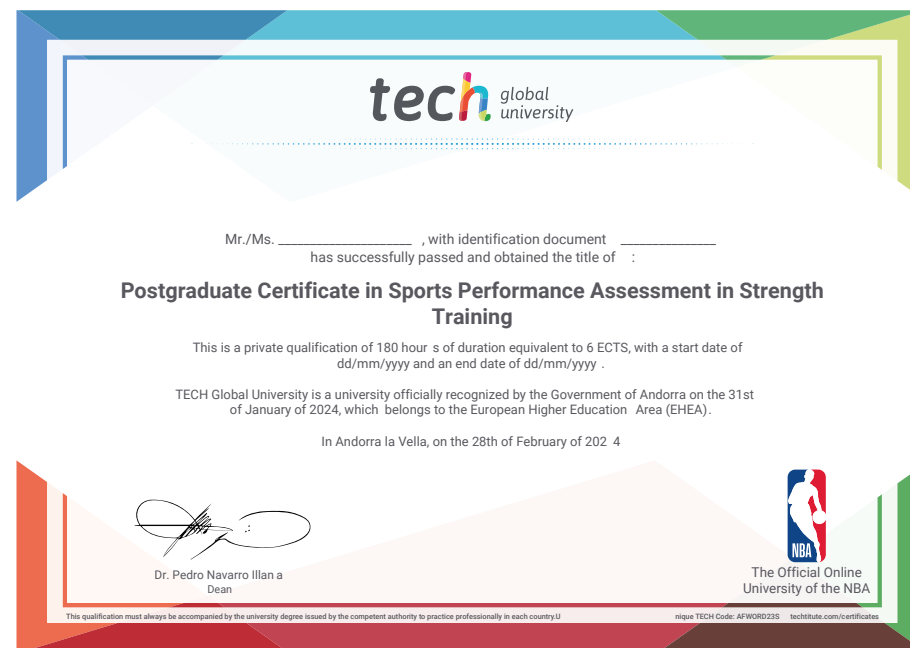 tech global
university
Mr./Ms. ____________________ , with identification document ______________
has successfully passed and obtained the title of :
Postgraduate Certificate in Sports Performance Assessment in Strength
Training
This is a private qualification of 180 hour s of duration equivalent to 6 ECTS, with a start date of
dd/mm/yyyy and an end date of dd/mm/yyyy .
TECH Global University is a university officially recognized by the Government of Andorra on the 31st
of January of 2024, which belongs to the European Higher Education Area (EHEA).
In Andorra la Vella, on the 28th of February of 202 4
NBA
Dr. Pedro Navarro Illan a
Dean
The Official Online
University of the NBA
This qualification must always be accompanied by the university degree issued by the competent authority to practice professionally in each country.U nique TECH Code: AFWORD23S techtitute.com/certificates